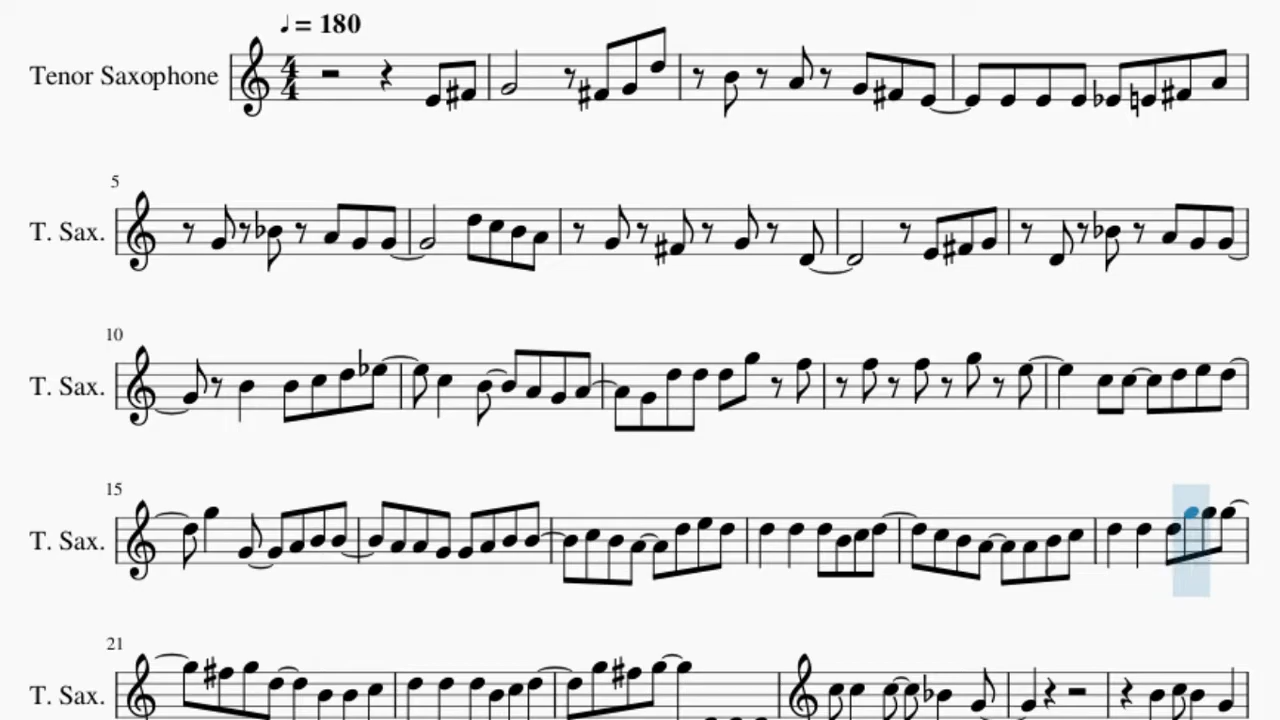 ♩ = 180
Tenor Saxophone
4
4
5
T. Sax.
10
T. Sax.
15
T. Sax.
21
T. Sax.